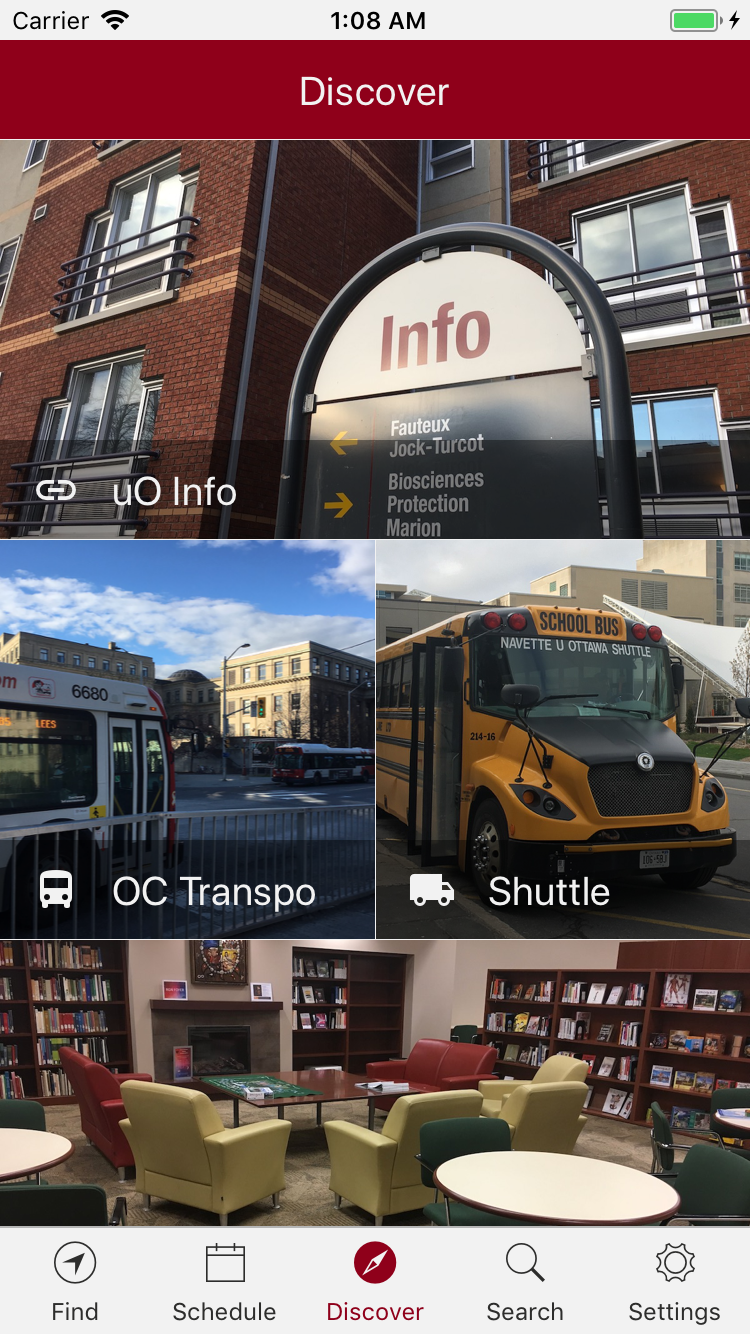 Carrier
1:08 AM
Discover
Info
Fauteux
Jock-Turcot
Biosciences
Protection
Marion
uO Info
6680
LEES
SCHOOL BUS
NAVETTE U OTTAWA SHUTTLE
214-16
OC Transpo
Shuttle
Find
Schedule
Discover
Search
Settings